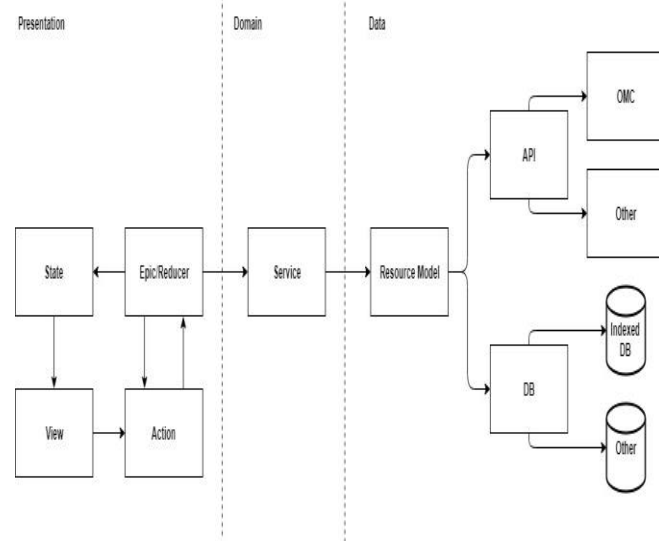 Presentation
Domain
Data
OMC
API
Other
State
Epic/Reducer
Service
Resource Model
Indexed
DB
DB
View
Action
Other